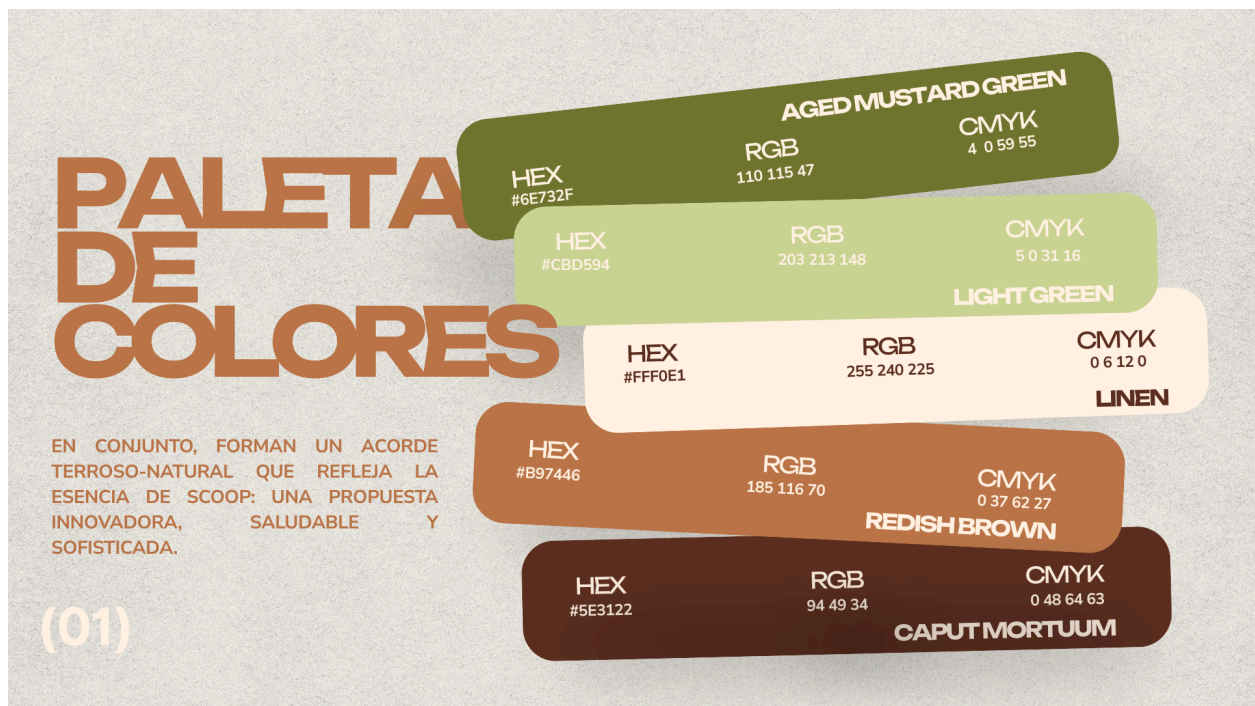 PALETA
DE
COLORES
EN CONJUNTO, FORMAN UN ACORDE
TERROSO-NATURAL QUE REFLEJA LA
ESENCIA DE SCOOP: UNA PROPUESTA
INNOVADORA, SALUDABLE Y
SOFISTICADA.
(01)
AGED MUSTARD GREEN
HEX
#6E732F
RGB
110 115 47
CMYK
4 0 59 55
HEX
#CBD594
RGB
203 213 148
CMYK
5 0 31 16
LIGHT GREEN
HEX
#FFF0E1
RGB
255 240 225
CMYK
0 6 12 0
LINEN
HEX
#B97446
RGB
185 116 70
CMYK
0 37 62 27
REDISH BROWN
HEX
#5E3122
RGB
94 49 34
CMYK
0 48 64 63
CAPUT MORTUUM